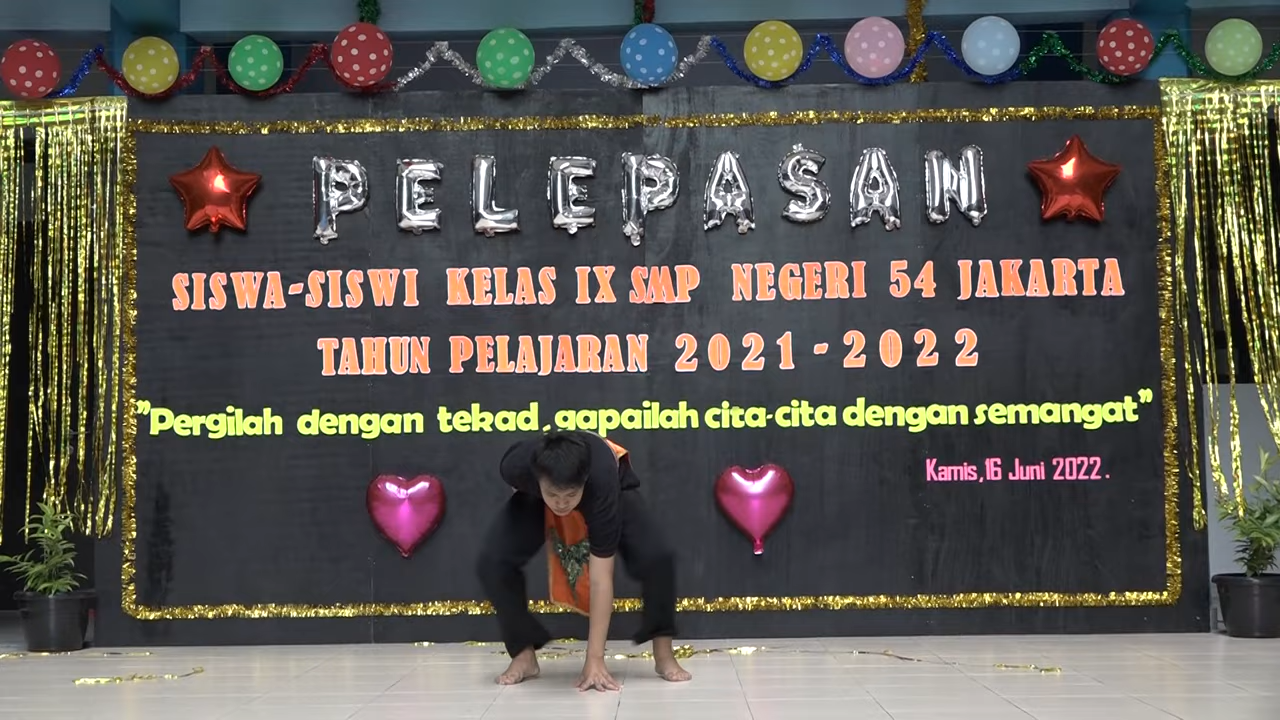 PELEPASAN
SISWA-SISWI KELAS IX SMP NEGERI 54 JAKARTA
TAHUN PELAJARAN 2021-2022
"Pergilah dengan tekad, gapailah cita-cita dengan semangat"
Kamis,16 Juni 2022.